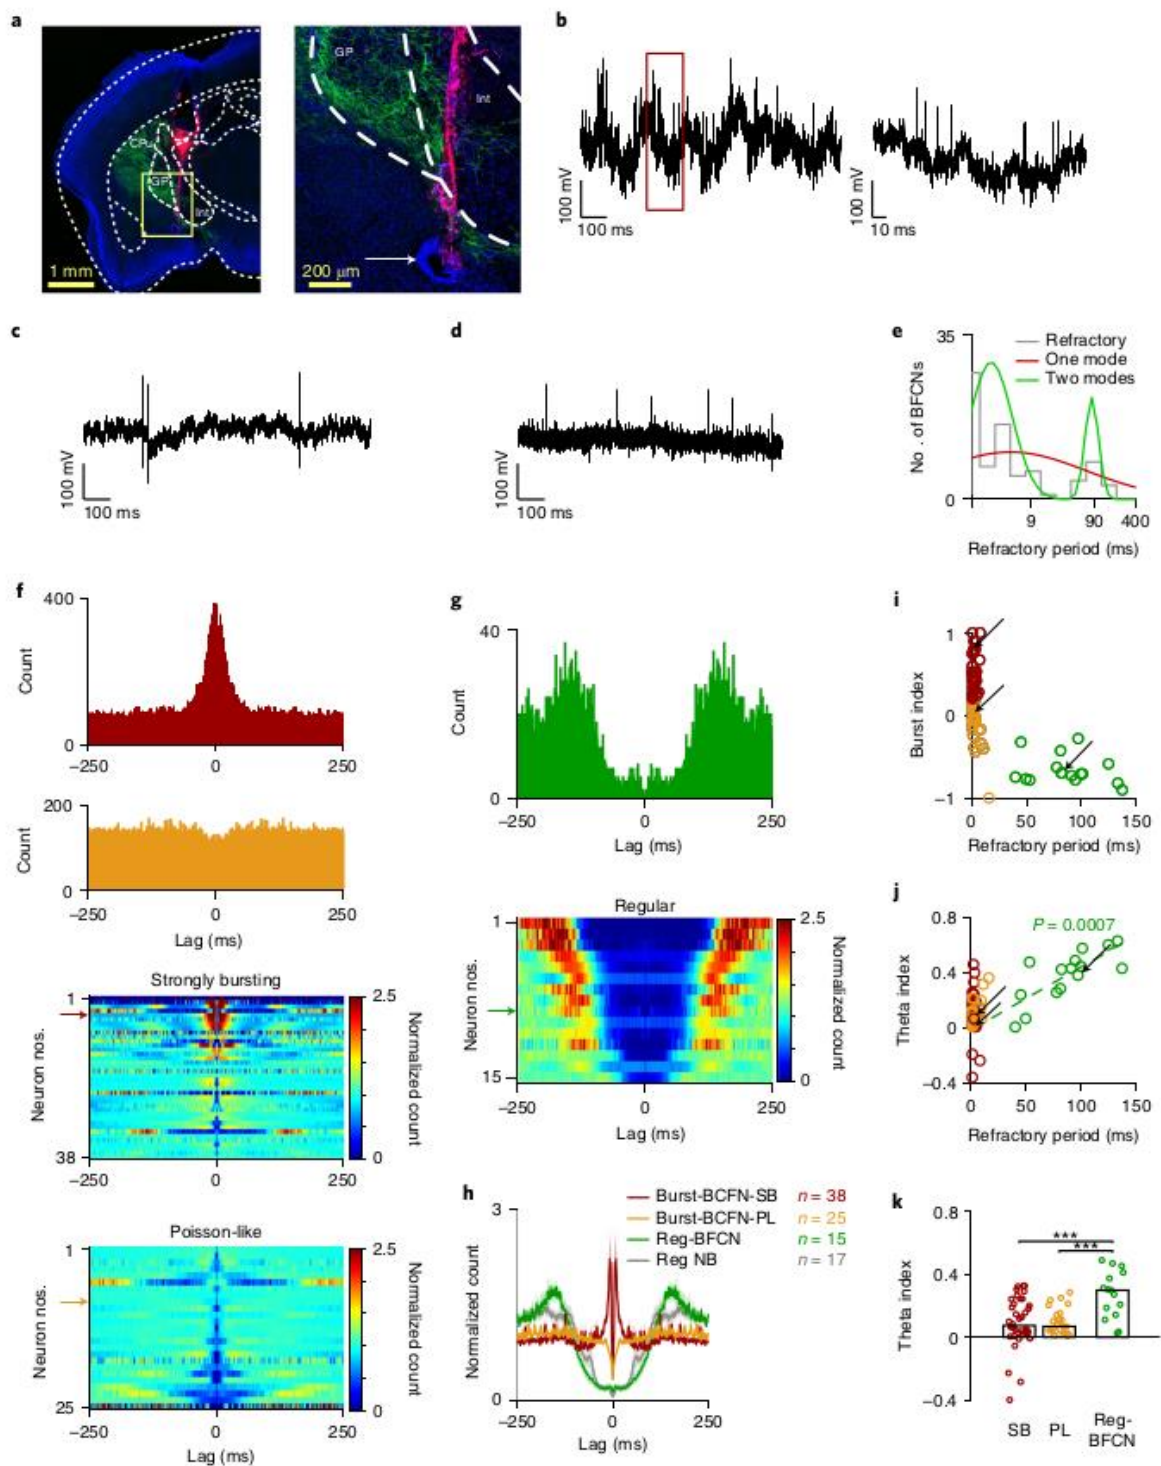 a
CPu
GP
Int
1 mm
GP
Int
200 μm
b
100 mV
100 ms
100 mV
10 ms
c
100 mV
100 ms
d
100 mV
100 ms
e
35
No . of BFCNs
0
Refractory
One mode
Two modes
9 90 400
Refractory period (ms)
f
400
Count
0
–250 0 250
200
Count
0
–250 0 250
Lag (ms)
Strongly bursting
1
Neuron nos.
38
–250 0 250
2.5
Normalized count
0
Poisson-like
1
Neuron nos.
25
–250 0 250
Lag (ms)
2.5
Normalized count
0
g
40
Count
0
–250 0 250
Lag (ms)
Regular
1
Neuron nos.
15
–250 0 250
Lag (ms)
2.5
Normalized count
0
h
3
Normalized count
0
Burst-BCFN-SB n = 38
Burst-BCFN-PL n = 25
Reg-BFCN n = 15
Reg NB n = 17
–250 0 250
Lag (ms)
i
1
Burst index
0
–1
0 50 100 150
Refractory period (ms)
j
0.8
P = 0.0007
0.4
Theta index
0
–0.4
0 50 100 150
Refractory period (ms)
k
0.8
***
***
0.4
Theta index
0
–0.4
SB PL Reg-
BFCN